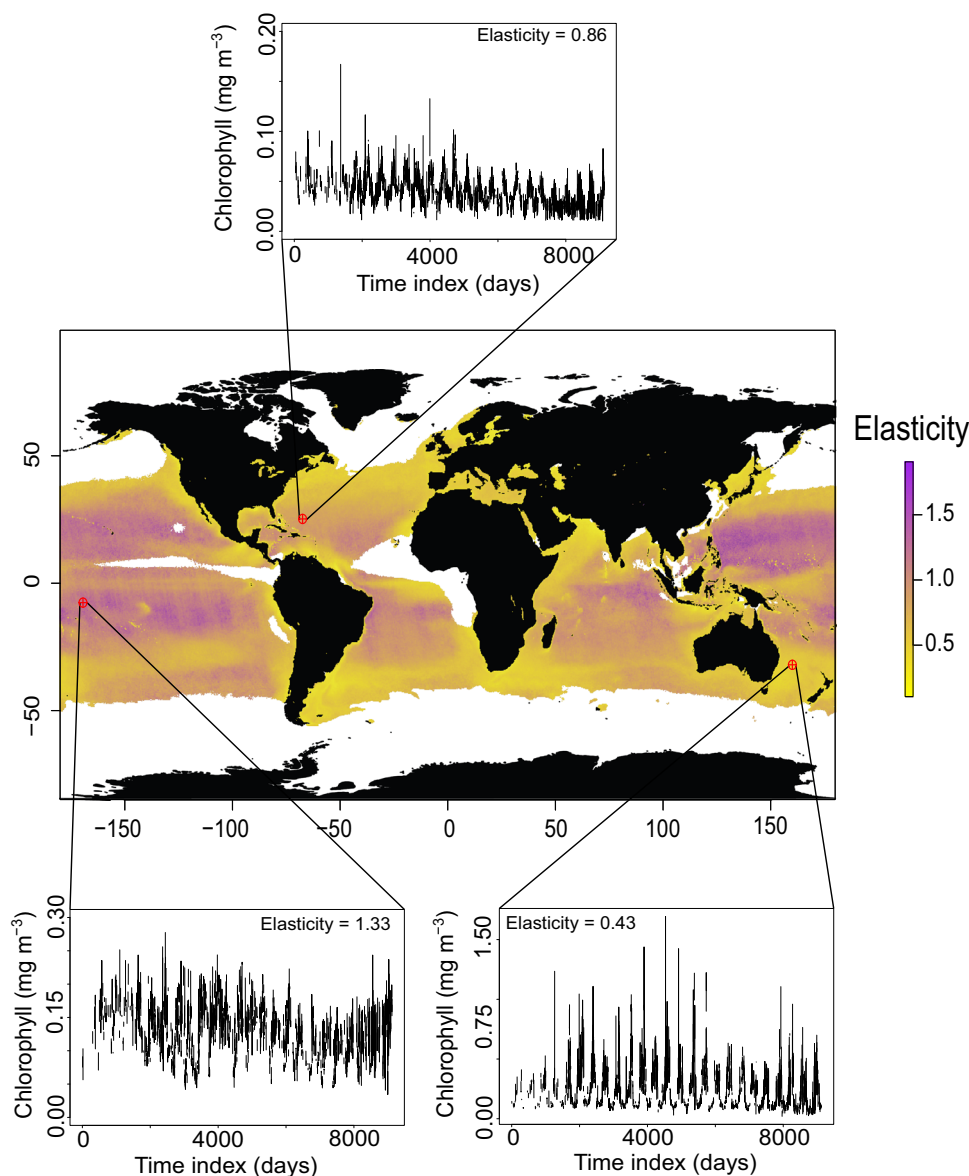 Elasticity = 0.86
Chlorophyll (mg m⁻³)
0.20
0.10
0.00
0 4000 8000
Time index (days)
Elasticity
1.5
1.0
0.5
50
0
−50
−150 −100 −50 0 50 100 150
Elasticity = 1.33
Chlorophyll (mg m⁻³)
0.30
0.15
0.00
0 4000 8000
Time index (days)
Elasticity = 0.43
Chlorophyll (mg m⁻³)
1.50
0.75
0.00
0 4000 8000
Time index (days)